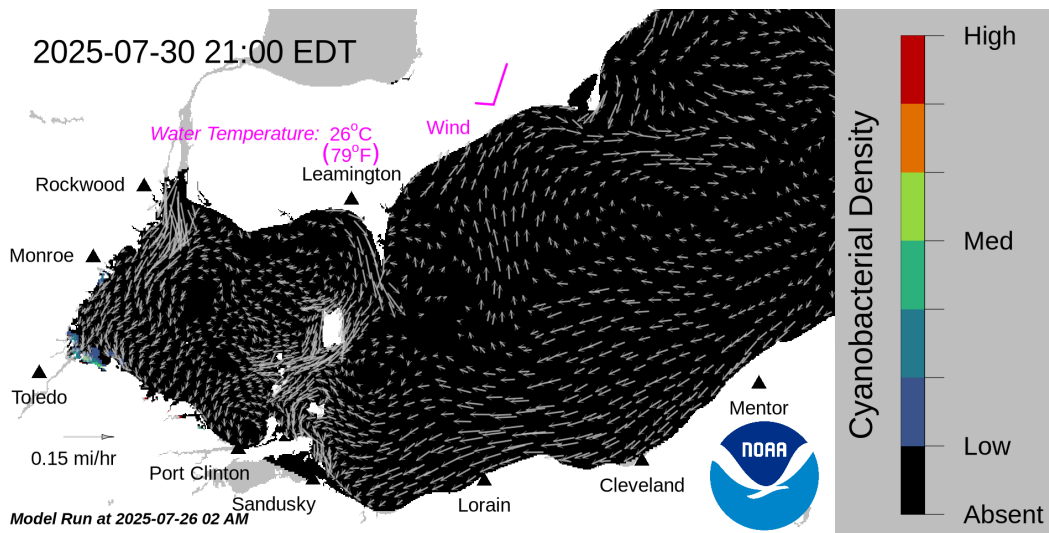 2025-07-30 21:00 EDT
Water Temperature: 26°C
(79°F)
Wind
Leamington
Rockwood
Monroe
Toledo
0.15 mi/hr
Port Clinton
Sandusky
Lorain
Cleveland
Mentor
NOAA
Model Run at 2025-07-26 02 AM
Cyanobacterial Density
High
Med
Low
Absent